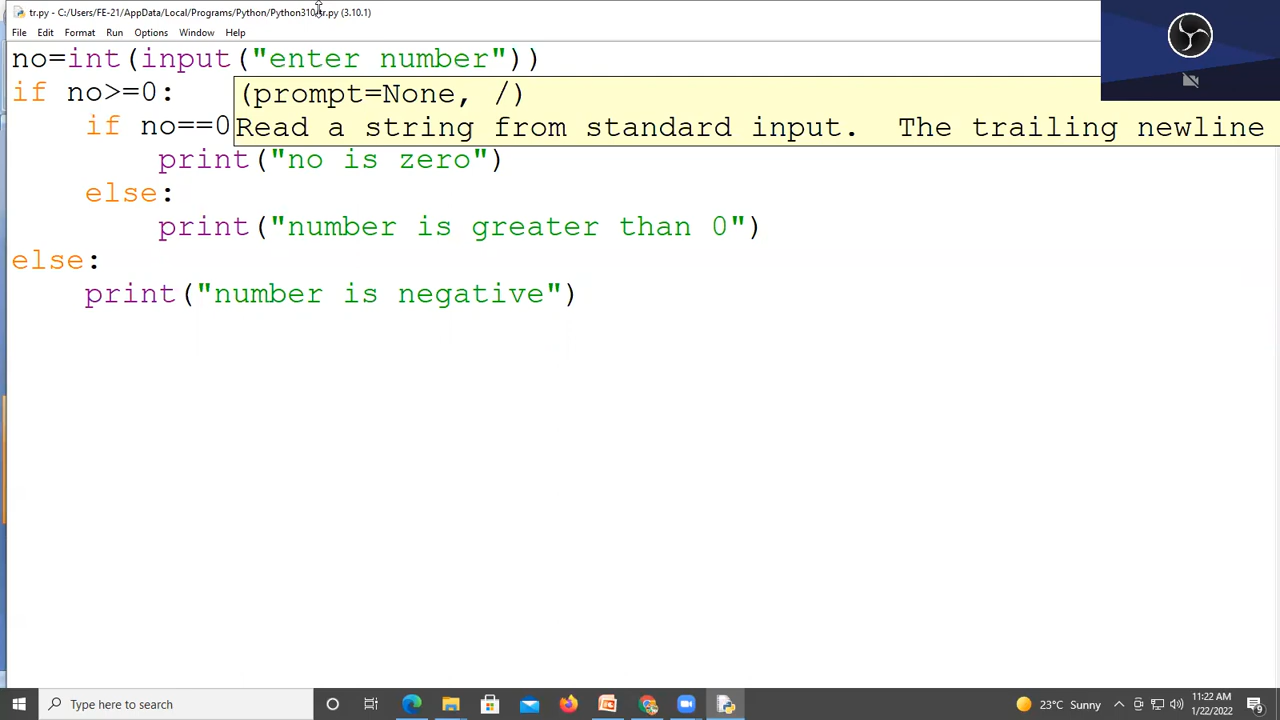 tr.py - C:/Users/FE-21/AppData/Local/Programs/Python/Python310/tr.py (3.10.1)
File Edit Format Run Options Window Help
no=int(input("enter number"))
if no>=0:
(prompt=None, /)
if no==0
Read a string from standard input. The trailing newline
print("no is zero")
else:
print("number is greater than 0")
else:
print("number is negative")
Type here to search
23°C Sunny
11:22 AM
1/22/2022
9